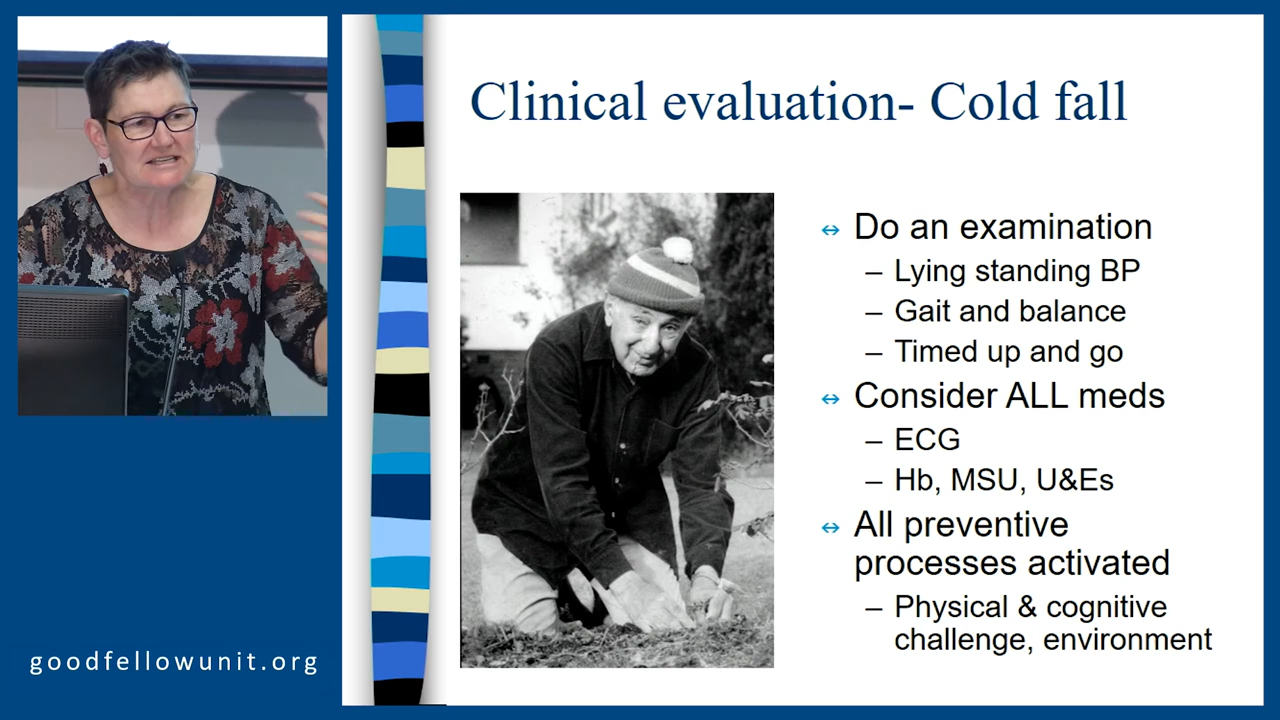 Clinical evaluation- Cold fall
↔ Do an examination
– Lying standing BP
– Gait and balance
– Timed up and go
↔ Consider ALL meds
– ECG
– Hb, MSU, U&Es
↔ All preventive
processes activated
– Physical & cognitive
challenge, environment
goodfellowunit.org